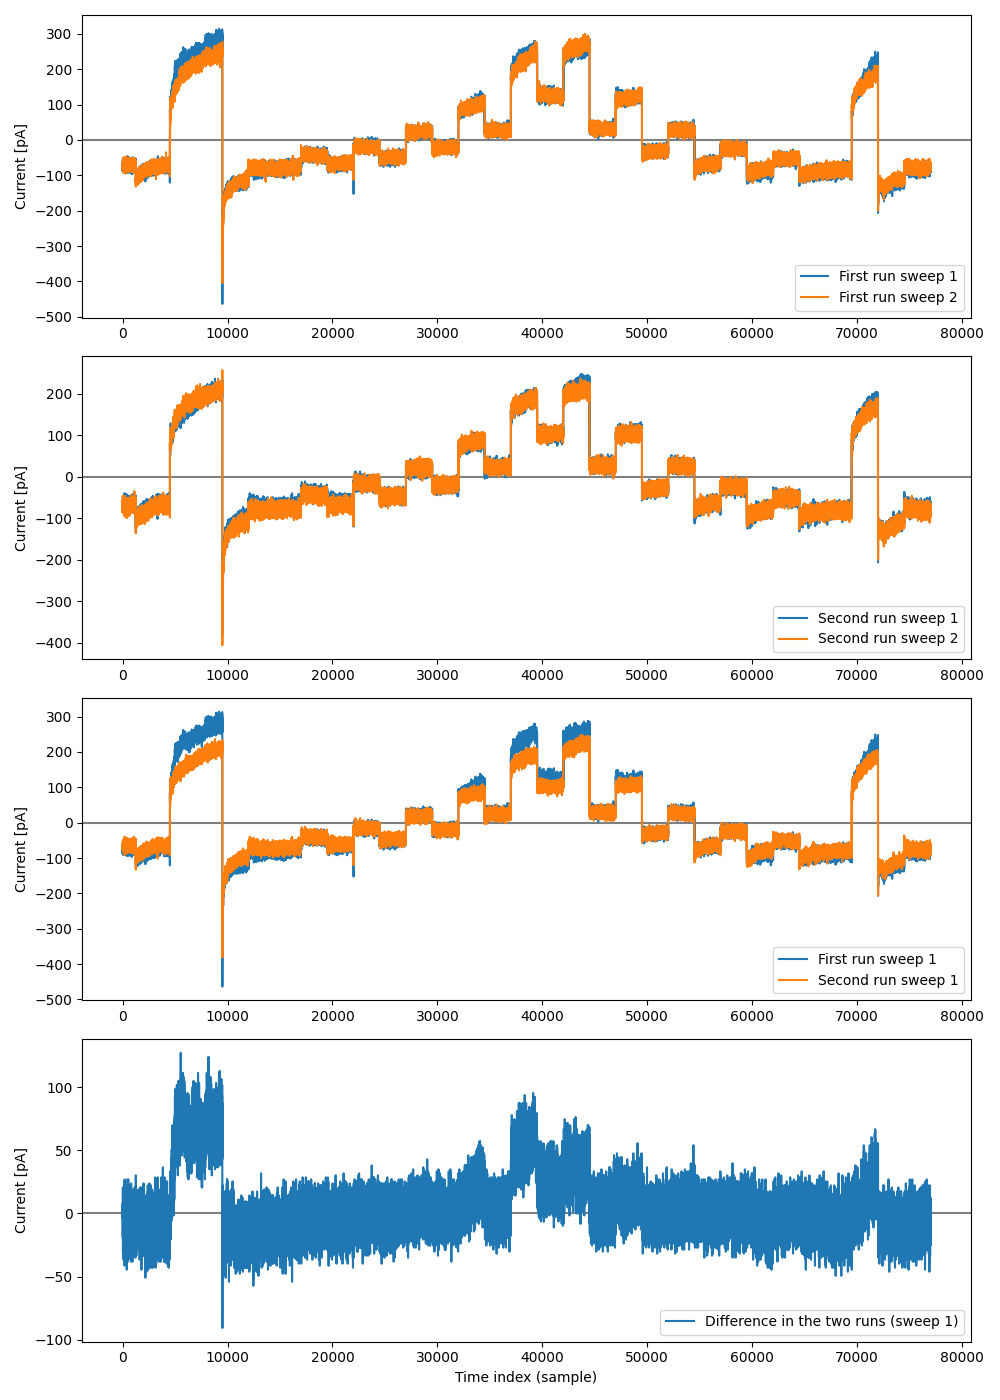 300
200
100
0
−100
−200
−300
−400
−500
Current [pA]
First run sweep 1
First run sweep 2
0 10000 20000 30000 40000 50000 60000 70000 80000
200
100
0
−100
−200
−300
−400
Current [pA]
Second run sweep 1
Second run sweep 2
0 10000 20000 30000 40000 50000 60000 70000 80000
300
200
100
0
−100
−200
−300
−400
−500
Current [pA]
First run sweep 1
Second run sweep 1
0 10000 20000 30000 40000 50000 60000 70000 80000
100
50
0
−50
−100
Current [pA]
Difference in the two runs (sweep 1)
0 10000 20000 30000 40000 50000 60000 70000 80000
Time index (sample)